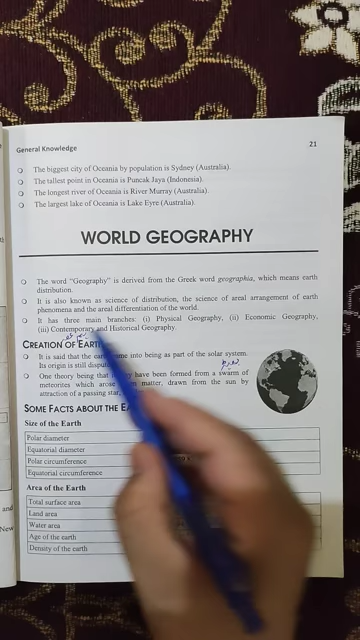 General Knowledge 21
The biggest city of Oceania by population is Sydney (Australia).
The tallest point in Oceania is Puncak Jaya (Indonesia).
The longest river of Oceania is River Murray (Australia).
The largest lake of Oceania is Lake Eyre (Australia).
WORLD GEOGRAPHY
The word "Geography" is derived from the Greek word geographia, which means earth
distribution.
It is also known as science of distribution, the science of areal arrangement of earth
phenomena and the areal differentiation of the world.
It has three main branches: (i) Physical Geography, (ii) Economic Geography,
(iii) Contemporary and Historical Geography.
CREATION OF EARTH
It is said that the earth came into being as part of the solar system.
Its origin is still
One theory being that it may have been formed from a swarm of
meteorites which arose matter, drawn from the sun by
attraction of a passing star,
SOME FACTS ABOUT THE
Size of the Earth
Polar diameter
Equatorial diameter
Polar circumference
Equatorial circumference
Area of the Earth
Total surface area
Land area
Water area
Age of the earth
Density of the earth
and
New